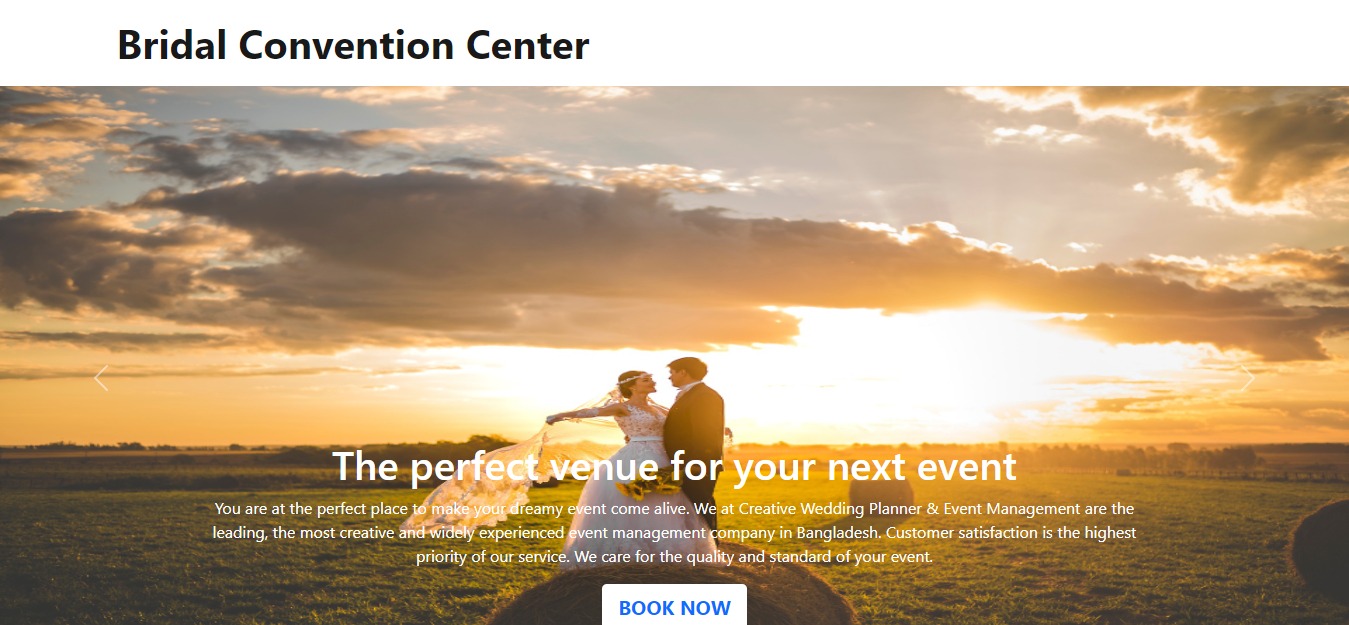 Bridal Convention Center
The perfect venue for your next event
You are at the perfect place to make your dreamy event come alive. We at Creative Wedding Planner & Event Management are the
leading, the most creative and widely experienced event management company in Bangladesh. Customer satisfaction is the highest
priority of our service. We care for the quality and standard of your event.
BOOK NOW